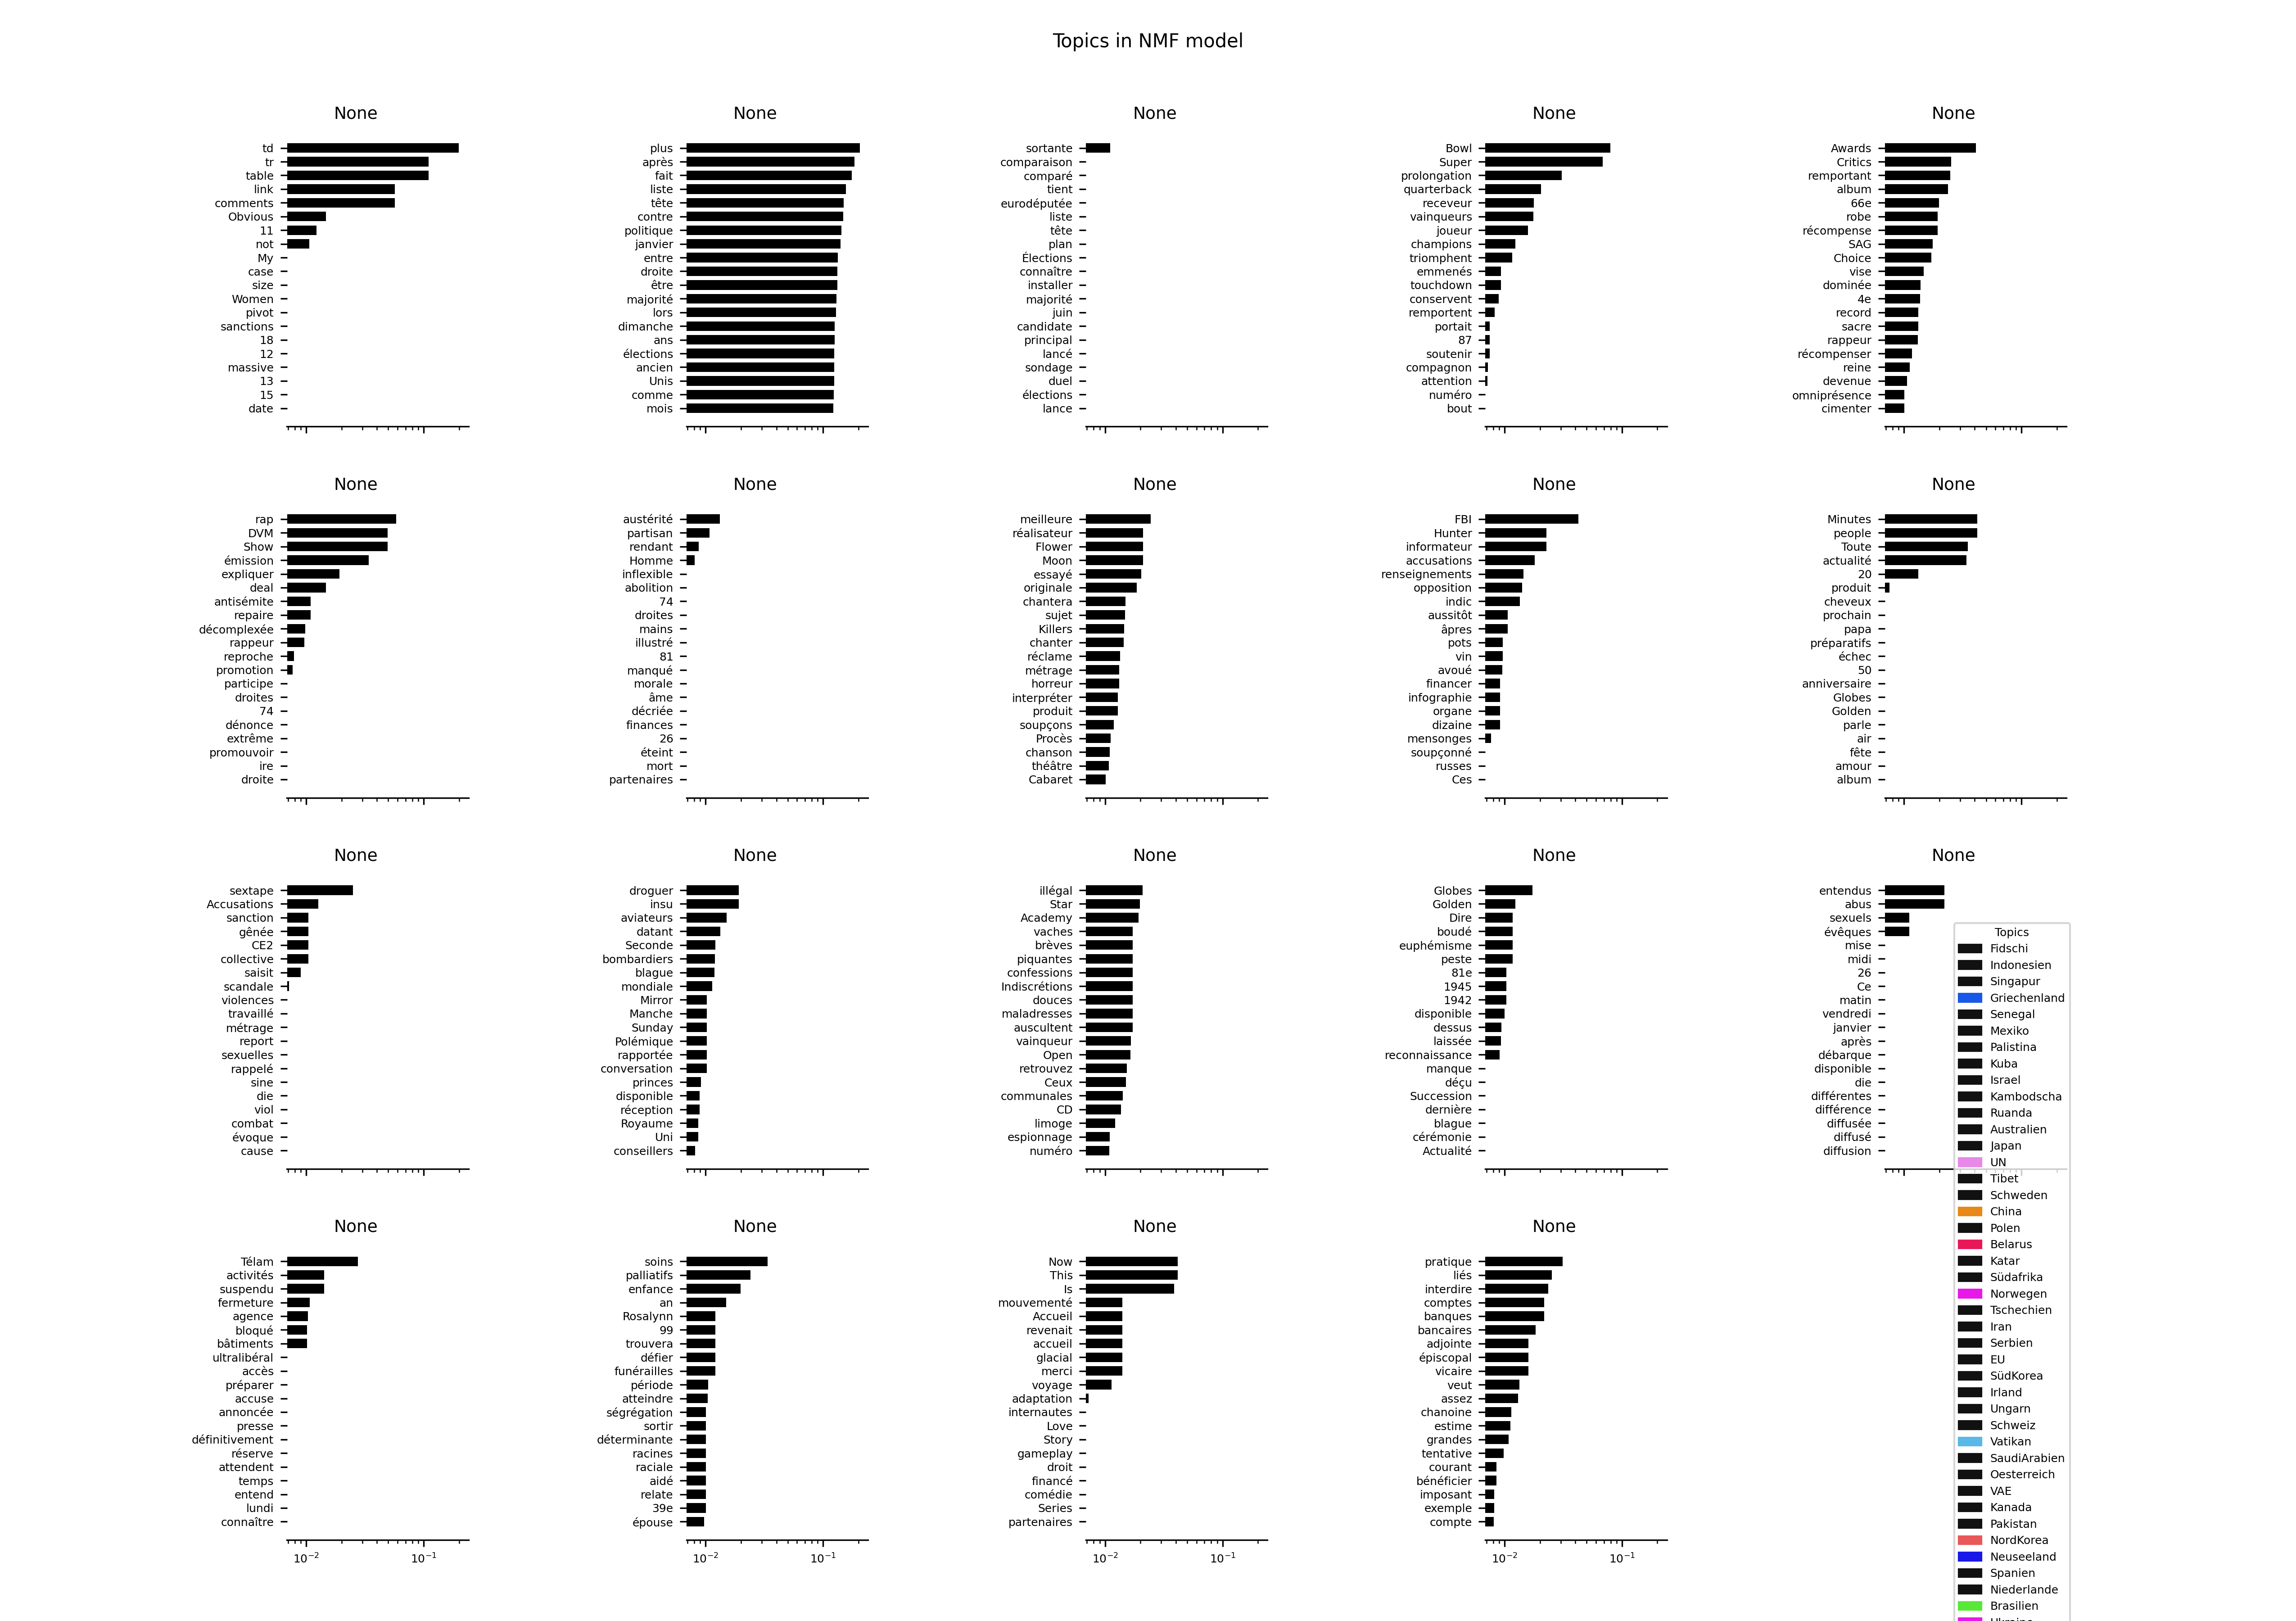 Topics in NMF model
None
td
tr
table
link
comments
Obvious
11
not
My
case
size
Women
pivot
sanctions
18
12
massive
13
15
date
None
plus
après
fait
liste
tête
contre
politique
janvier
entre
droite
être
majorité
lors
dimanche
ans
élections
ancien
Unis
comme
mois
None
sortante
comparaison
comparé
tient
eurodéputée
liste
tête
plan
Élections
connaître
installer
majorité
juin
candidate
principal
lancé
sondage
duel
élections
lance
None
Bowl
Super
prolongation
quarterback
receveur
vainqueurs
joueur
champions
triomphent
emmenés
touchdown
conservent
remportent
portait
87
soutenir
compagnon
attention
numéro
bout
None
Awards
Critics
remportant
album
66e
robe
récompense
SAG
Choice
vise
dominée
4e
record
sacre
rappeur
récompenser
reine
devenue
omniprésence
cimenter
None
rap
DVM
Show
émission
expliquer
deal
antisémite
repaire
décomplexée
rappeur
reproche
promotion
participe
droites
74
dénonce
extrême
promouvoir
ire
droite
None
austérité
partisan
rendant
Homme
inflexible
abolition
74
droites
mains
illustré
81
manqué
morale
âme
décriée
finances
26
éteint
mort
partenaires
None
meilleure
réalisateur
Flower
Moon
essayé
originale
chantera
sujet
Killers
chanter
réclame
métrage
horreur
interpréter
produit
soupçons
Procès
chanson
théâtre
Cabaret
None
FBI
Hunter
informateur
accusations
renseignements
opposition
indic
aussitôt
âpres
pots
vin
avoué
financer
infographie
organe
dizaine
mensonges
soupçonné
russes
Ces
None
Minutes
people
Toute
actualité
20
produit
cheveux
prochain
papa
préparatifs
échec
50
anniversaire
Globes
Golden
parle
air
fête
amour
album
None
sextape
Accusations
sanction
gênée
CE2
collective
saisit
scandale
violences
travaillé
métrage
report
sexuelles
rappelé
sine
die
viol
combat
évoque
cause
None
droguer
insu
aviateurs
datant
Seconde
bombardiers
blague
mondiale
Mirror
Manche
Sunday
Polémique
rapportée
conversation
princes
disponible
réception
Royaume
Uni
conseillers
None
illégal
Star
Academy
vaches
brèves
piquantes
confessions
Indiscrétions
douces
maladresses
auscultent
vainqueur
Open
retrouvez
Ceux
communales
CD
limoge
espionnage
numéro
None
Globes
Golden
Dire
boudé
euphémisme
peste
81e
1945
1942
disponible
dessus
laissée
reconnaissance
manque
déçu
Succession
dernière
blague
cérémonie
Actualité
None
entendus
abus
sexuels
évêques
mise
midi
26
Ce
matin
vendredi
janvier
après
débarque
disponible
die
différentes
différence
diffusée
diffusé
diffusion
None
Télam
activités
suspendu
fermeture
agence
bloqué
bâtiments
ultralibéral
accès
préparer
accuse
annoncée
presse
définitivement
réserve
attendent
temps
entend
lundi
connaître
10⁻² 10⁻¹
None
soins
palliatifs
enfance
an
Rosalynn
99
trouvera
défier
funérailles
période
atteindre
ségrégation
sortir
déterminante
racines
raciale
aidé
relate
39e
épouse
10⁻² 10⁻¹
None
Now
This
Is
mouvementé
Accueil
revenait
accueil
glacial
merci
voyage
adaptation
internautes
Love
Story
gameplay
droit
financé
comédie
Series
partenaires
10⁻² 10⁻¹
None
pratique
liés
interdire
comptes
banques
bancaires
adjointe
épiscopal
vicaire
veut
assez
chanoine
estime
grandes
tentative
courant
bénéficier
imposant
exemple
compte
10⁻² 10⁻¹
Topics
Fidschi
Indonesien
Singapur
Griechenland
Senegal
Mexiko
Palistina
Kuba
Israel
Kambodscha
Ruanda
Australien
Japan
UN
Tibet
Schweden
China
Polen
Belarus
Katar
Südafrika
Norwegen
Tschechien
Iran
Serbien
EU
SüdKorea
Irland
Ungarn
Schweiz
Vatikan
SaudiArabien
Oesterreich
VAE
Kanada
Pakistan
NordKorea
Neuseeland
Spanien
Niederlande
Brasilien